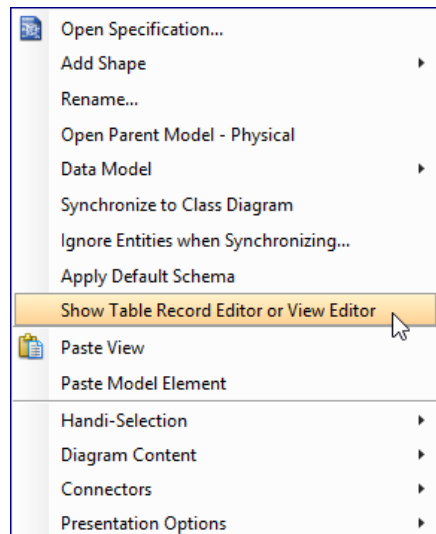 Open Specification...
Add Shape
Rename...
Open Parent Model - Physical
Data Model
Synchronize to Class Diagram
Ignore Entities when Synchronizing...
Apply Default Schema
Show Table Record Editor or View Editor
Paste View
Paste Model Element
Handi-Selection
Diagram Content
Connectors
Presentation Options